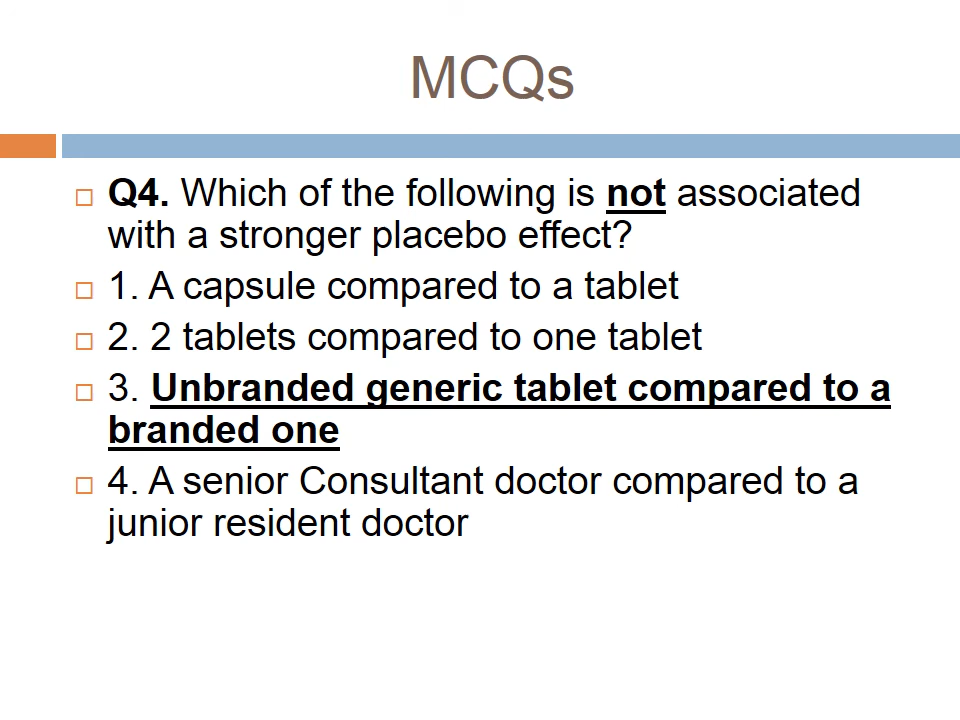 MCQs
Q4. Which of the following is not associated
with a stronger placebo effect?
1. A capsule compared to a tablet
2. 2 tablets compared to one tablet
3. Unbranded generic tablet compared to a
branded one
4. A senior Consultant doctor compared to a
junior resident doctor